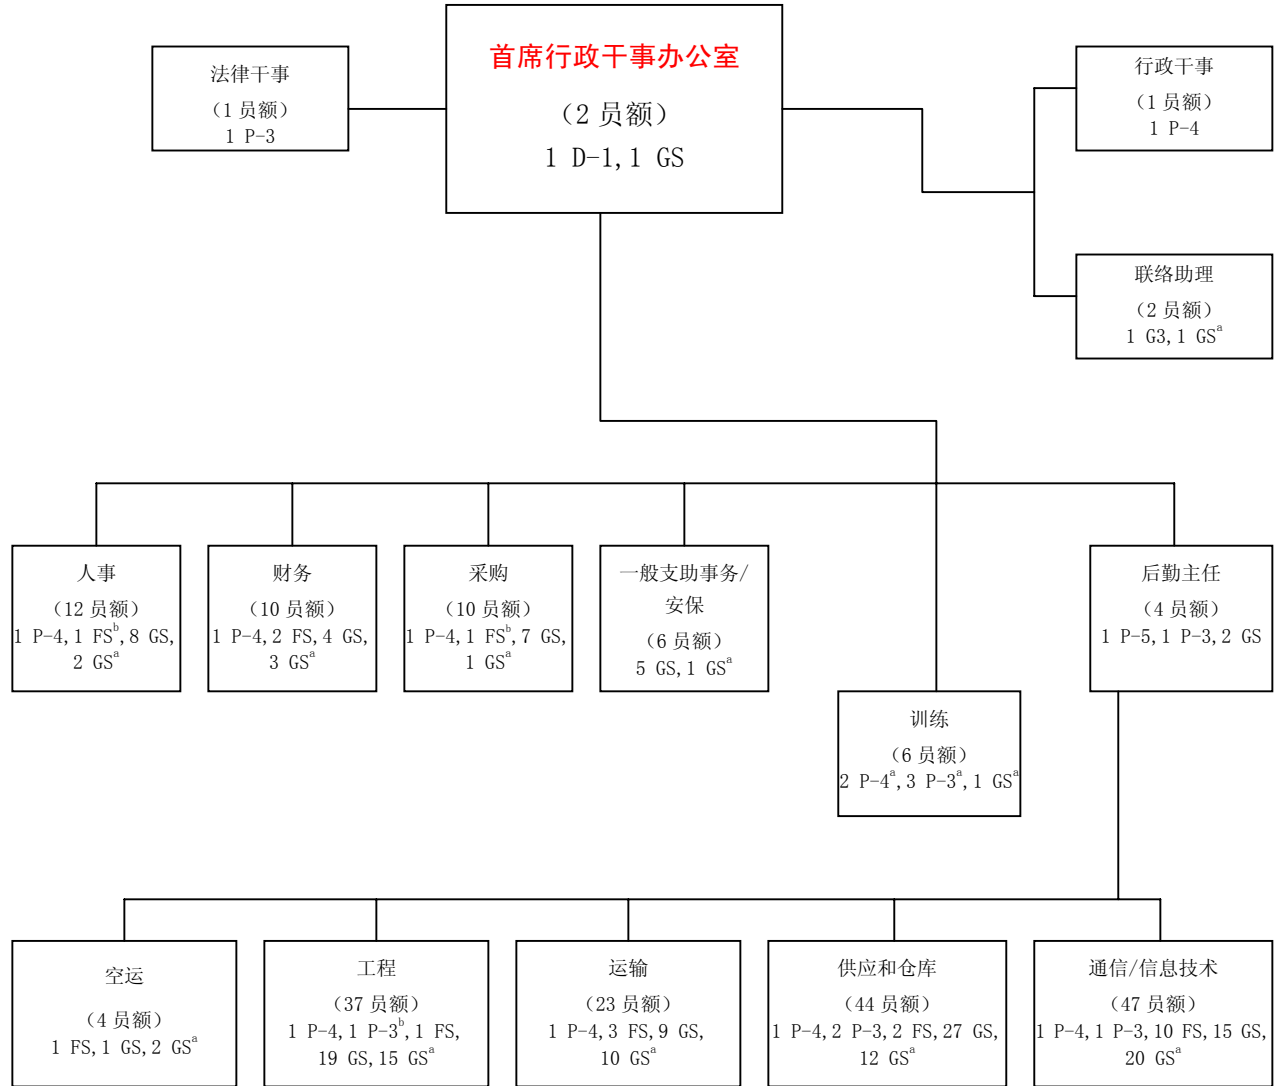 首席行政干事办公室
（2 员额）
1 D-1,1 GS
法律干事
（1 员额）
1 P-3
行政干事
（1 员额）
1 P-4
联络助理
（2 员额）
1 G3,1 GSᵃ
人事
（12 员额）
1 P-4,1 FSᵇ,8 GS,
2 GSᵃ
财务
（10 员额）
1 P-4,2 FS,4 GS,
3 GSᵃ
采购
（10 员额）
1 P-4,1 FSᵇ,7 GS,
1 GSᵃ
一般支助事务/
安保
（6 员额）
5 GS,1 GSᵃ
训练
（6 员额）
2 P-4ᵃ,3 P-3ᵃ,1 GSᵃ
后勤主任
（4 员额）
1 P-5,1 P-3,2 GS
空运
（4 员额）
1 FS,1 GS,2 GSᵃ
工程
（37 员额）
1 P-4,1 P-3ᵇ,1 FS,
19 GS,15 GSᵃ
运输
（23 员额）
1 P-4,3 FS,9 GS,
10 GSᵃ
供应和仓库
（44 员额）
1 P-4,2 P-3,2 FS,27 GS,
12 GSᵃ
通信/信息技术
（47 员额）
1 P-4,1 P-3,10 FS,15 GS,
20 GSᵃ